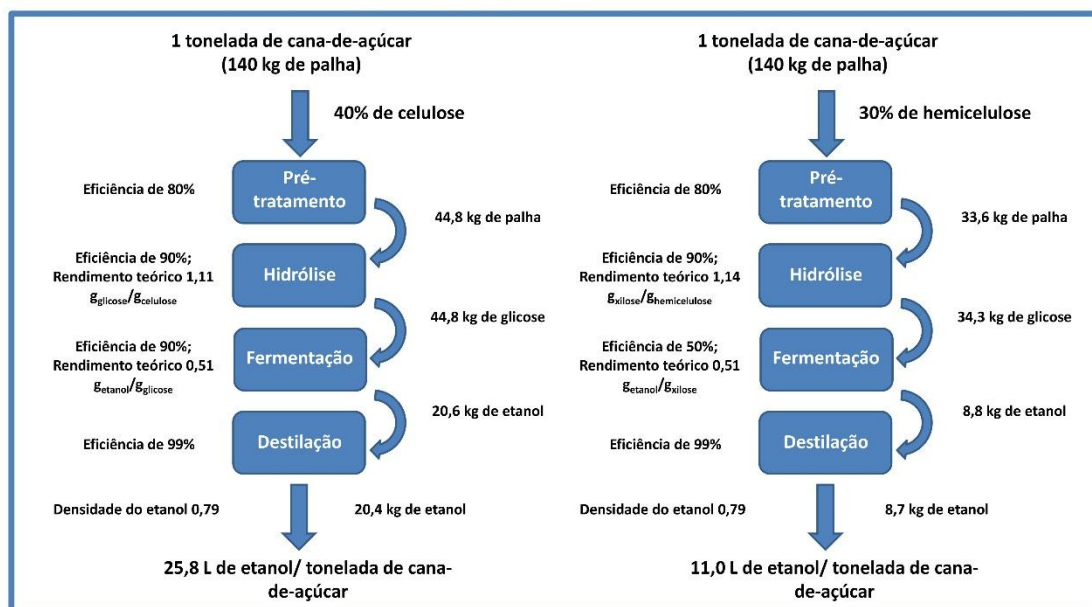 1 tonelada de cana-de-açúcar
(140 kg de palha)
40% de celulose
Eficiência de 80%
Pré-
tratamento
44,8 kg de palha
Eficiência de 90%;
Rendimento teórico 1,11
gglicose/gcelulose
Hidrólise
44,8 kg de glicose
Eficiência de 90%;
Rendimento teórico 0,51
getanol/gglicose
Fermentação
20,6 kg de etanol
Eficiência de 99%
Destilação
Densidade do etanol 0,79
20,4 kg de etanol
25,8 L de etanol/ tonelada de cana-
de-açúcar
1 tonelada de cana-de-açúcar
(140 kg de palha)
30% de hemicelulose
Eficiência de 80%
Pré-
tratamento
33,6 kg de palha
Eficiência de 90%;
Rendimento teórico 1,14
gxilose/ghemicelulose
Hidrólise
34,3 kg de glicose
Eficiência de 50%;
Rendimento teórico 0,51
getanol/gxilose
Fermentação
8,8 kg de etanol
Eficiência de 99%
Destilação
Densidade do etanol 0,79
8,7 kg de etanol
11,0 L de etanol/ tonelada de cana-
de-açúcar